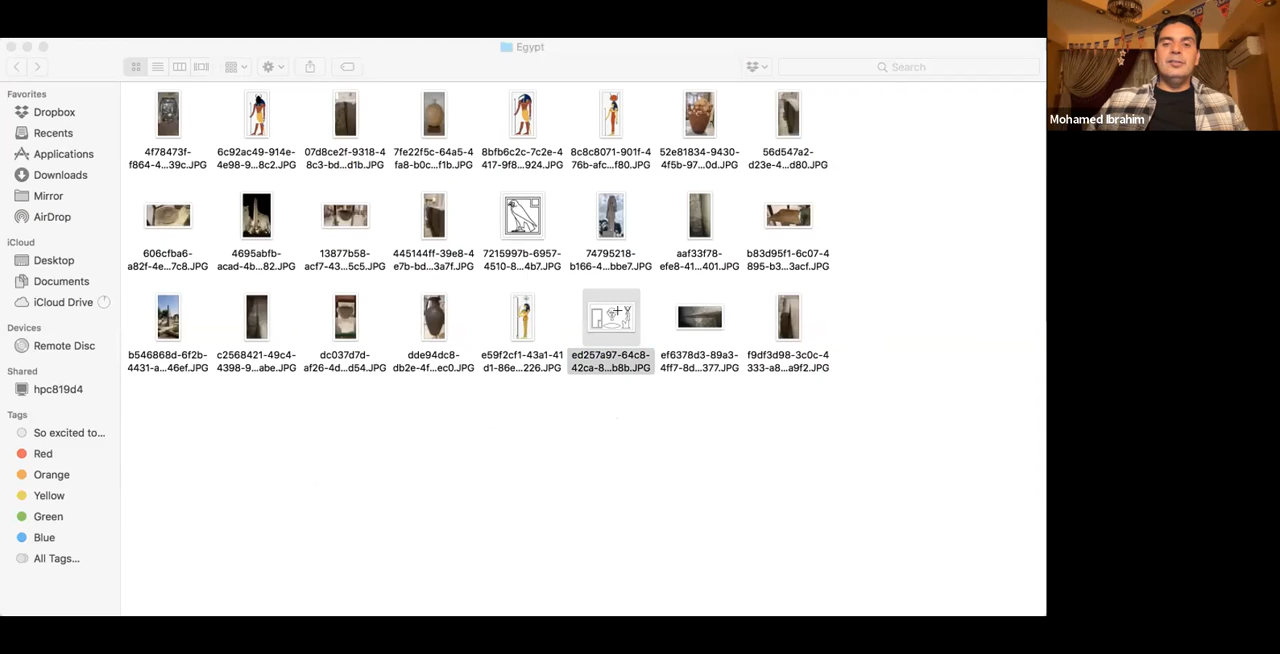 Egypt
Search
Mohamed Ibrahim
Favorites
Dropbox
Recents
Applications
Downloads
Mirror
AirDrop
iCloud
Desktop
Documents
iCloud Drive
Devices
Remote Disc
Shared
hpc819d4
Tags
So excited to...
Red
Orange
Yellow
Green
Blue
All Tags...
4f78473f-
f864-4...39c.JPG
6c92ac49-914e-
4e98-9...8c2.JPG
07d8ce2f-9318-4
8c3-bd...d1b.JPG
7fe22f5c-64a5-4
fa8-b0c...f1b.JPG
8bfb6c2c-7c2e-4
417-9f8...924.JPG
8c8c8071-901f-4
76b-afc...f80.JPG
52e81834-9430-
4f5b-97...0d.JPG
56d547a2-
d23e-4...d80.JPG
606cfba6-
a82f-4e...7c8.JPG
4695abfb-
acad-4b...82.JPG
13877b58-
acf7-43...5c5.JPG
445144ff-39e8-4
e7b-bd...3a7f.JPG
7215997b-6957-
4510-8...4b7.JPG
74795218-
b166-4...bbe7.JPG
aaf33f78-
efe8-41...401.JPG
b83d95f1-6c07-4
895-b3...3acf.JPG
b546868d-6f2b-
4431-a...46ef.JPG
c2568421-49c4-
4398-9...abe.JPG
dc037d7d-
af26-4d...d54.JPG
dde94dc8-
db2e-4f...ec0.JPG
e59f2cf1-43a1-41
d1-86e...226.JPG
ed257a97-64c8-
42ca-8...b8b.JPG
ef6378d3-89a3-
4ff7-8d...377.JPG
f9df3d98-3c0c-4
333-a8...a9f2.JPG